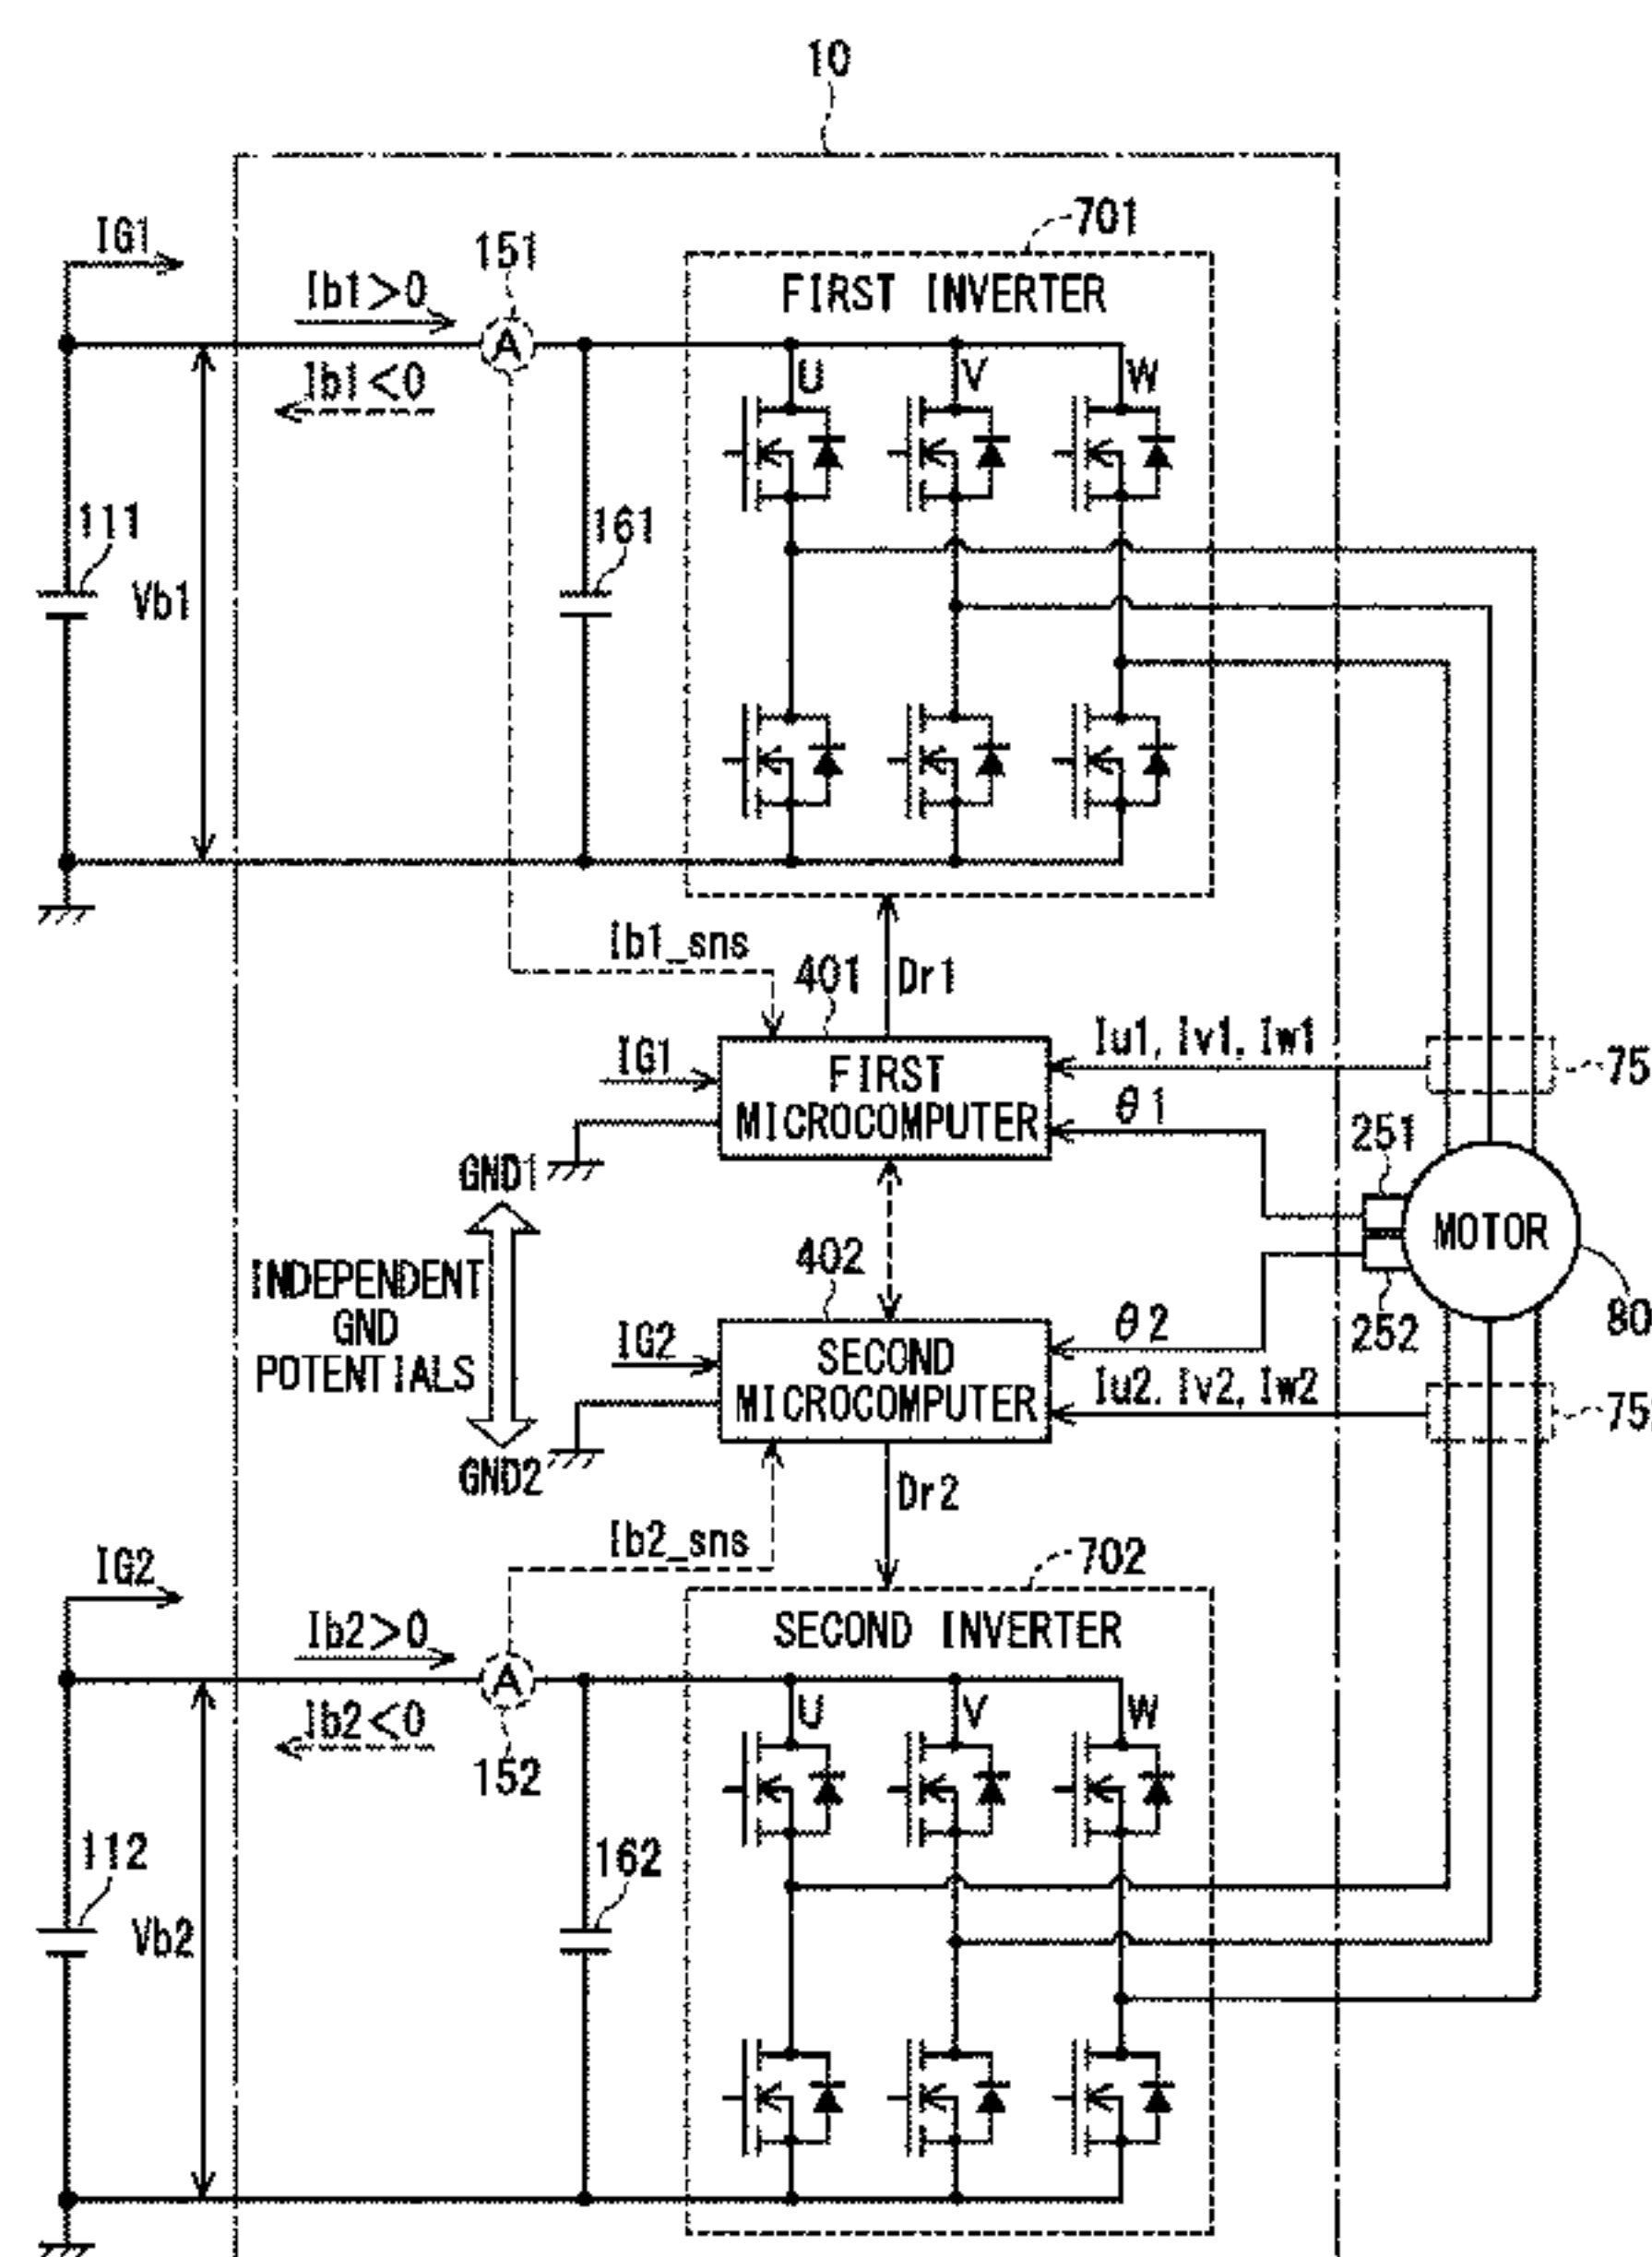 10
701
IG1
151
Ib1>0
FIRST INVERTER
Ib1<0
U
V
W
111
Vb1
161
Ib1_sns
401
Dr1
IG1
FIRST
MICROCOMPUTER
Iu1, Iv1, Iw1
75
θ1
251
GND1
MOTOR
INDEPENDENT
GND
POTENTIALS
402
80
252
IG2
SECOND
MICROCOMPUTER
θ2
Iu2, Iv2, Iw2
75
GND2
Dr2
Ib2_sns
702
IG2
Ib2>0
SECOND INVERTER
Ib2<0
A
A
U
V
W
152
112
Vb2
162